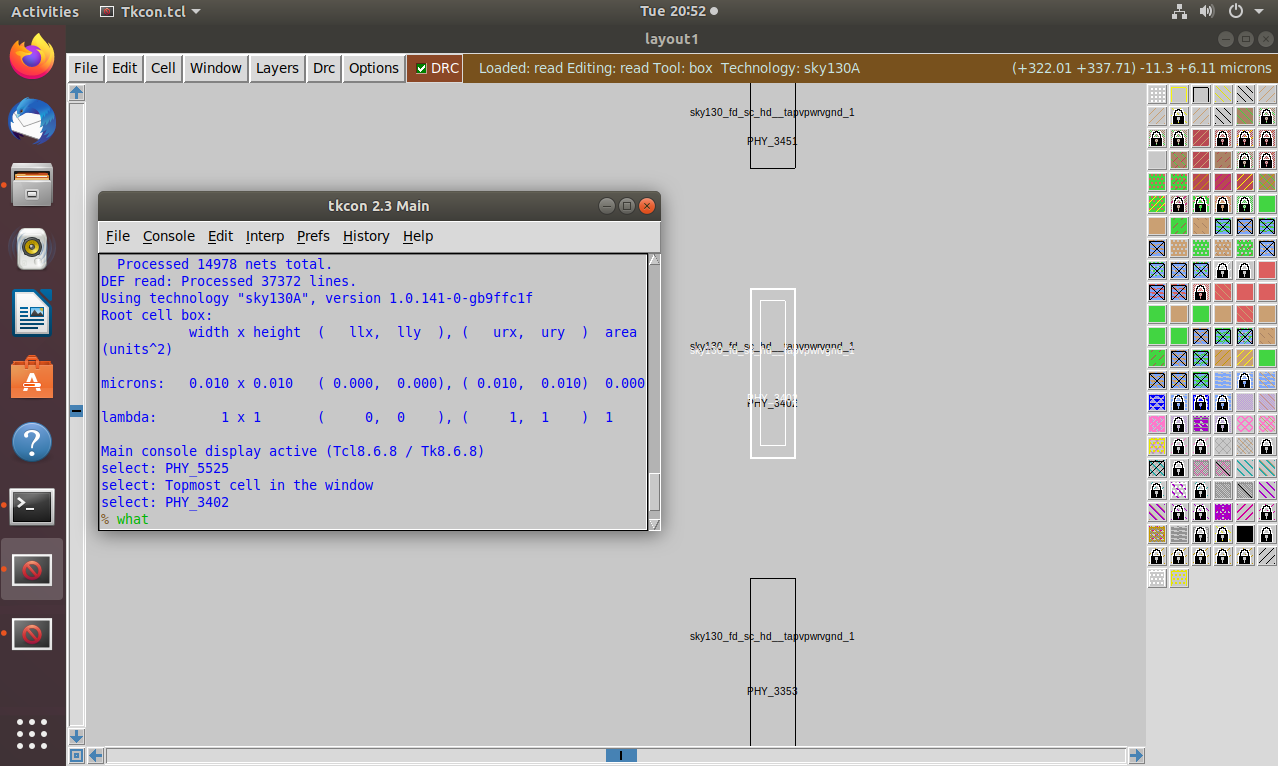 Activities Tkcon.tcl Tue 20:52
layout1
File Edit Cell Window Layers Drc Options DRC Loaded: read Editing: read Tool: box Technology: sky130A (+322.01 +337.71) -11.3 +6.11 microns
sky130_fd_sc_hd__tapvpwrvgnd_1
PHY_3451
tkcon 2.3 Main
File Console Edit Interp Prefs History Help
Processed 14978 nets total.
DEF read: Processed 37372 lines.
Using technology "sky130A", version 1.0.141-0-gb9ffc1f
Root cell box:
width x height ( llx, lly ), ( urx, ury ) area
(units^2)
microns: 0.010 x 0.010 ( 0.000, 0.000), ( 0.010, 0.010) 0.000
lambda: 1 x 1 ( 0, 0 ), ( 1, 1 ) 1
Main console display active (Tcl8.6.8 / Tk8.6.8)
select: PHY_5525
select: Topmost cell in the window
select: PHY_3402
% what
sky130_fd_sc_hd__tapvpwrvgnd_1
sky130_fd_sc_hd__tapvpwrvgnd_1
PHY_3402
PHY_3402
sky130_fd_sc_hd__tapvpwrvgnd_1
PHY_3353